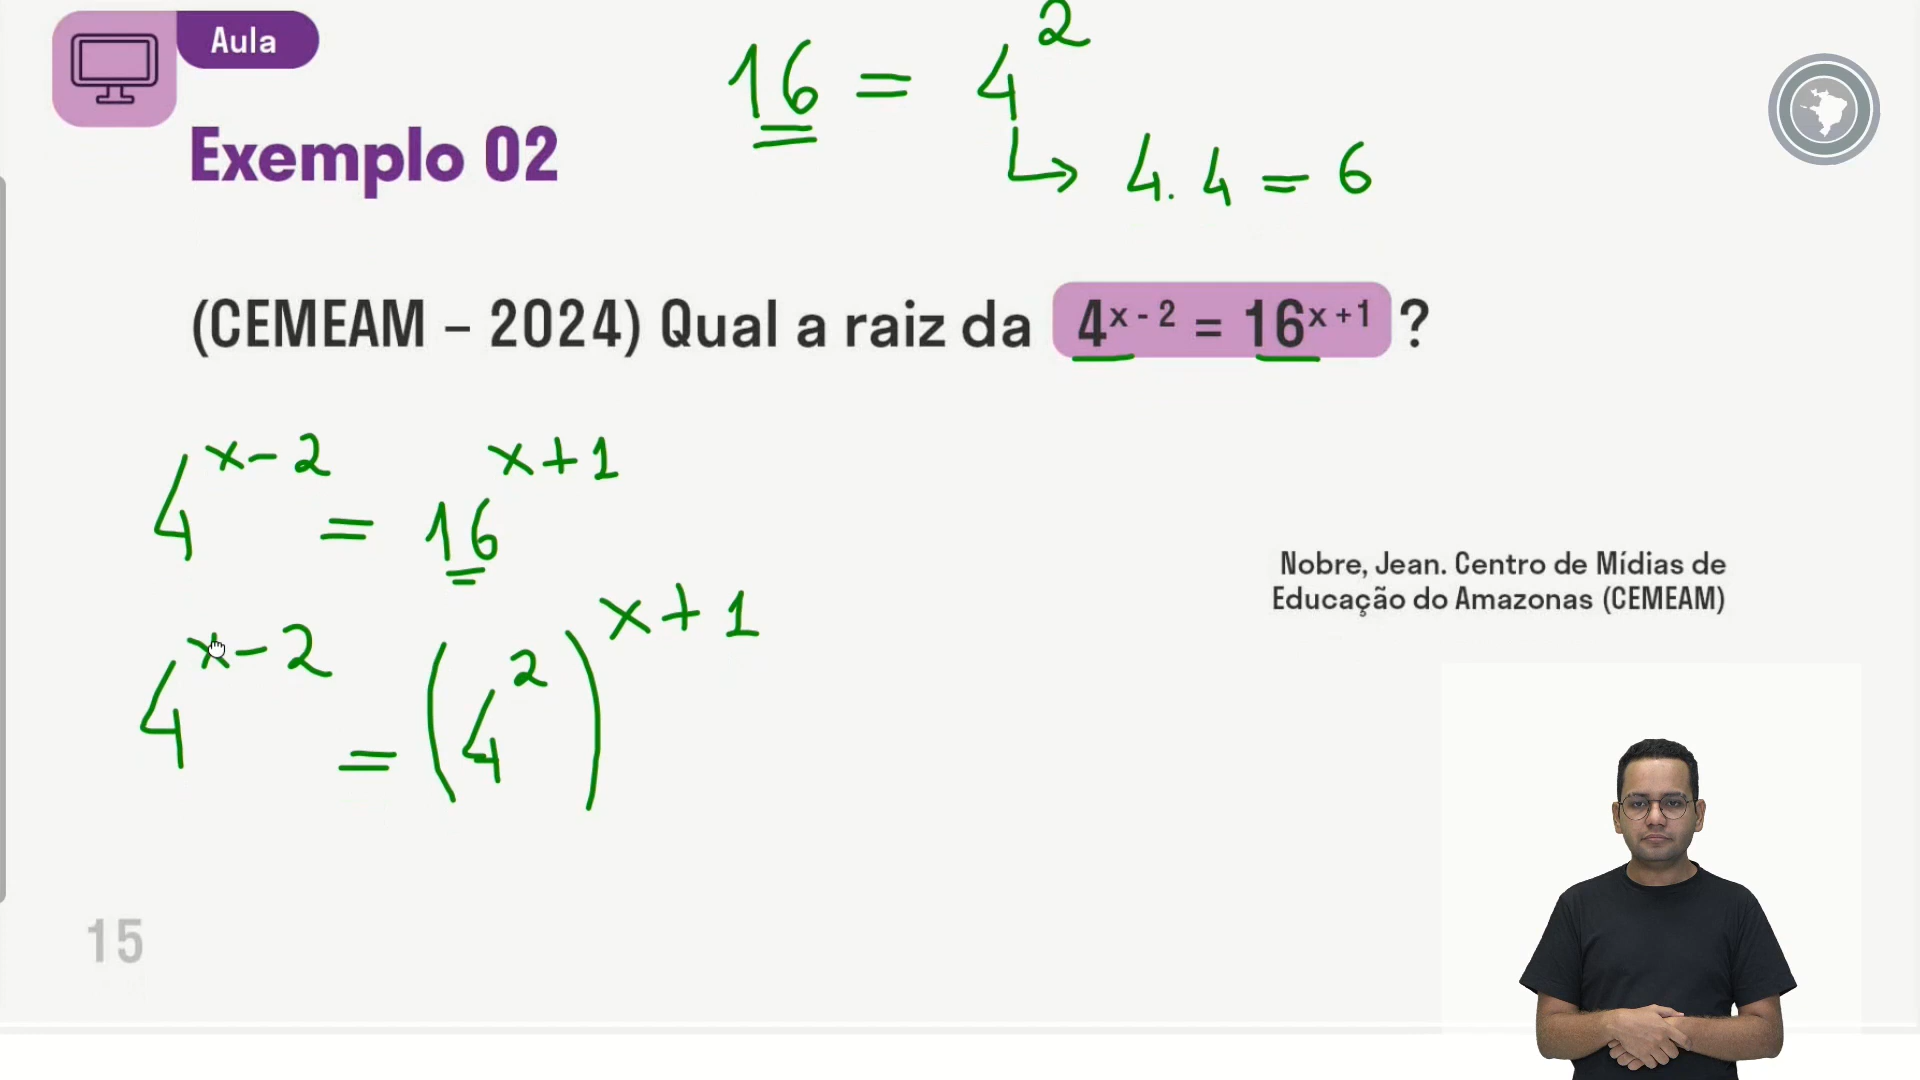 Aula
16 = 4²
Exemplo 02
4.4 = 6
(CEMEAM – 2024) Qual a raiz da 4ˣ⁻² = 16ˣ⁺¹ ?
4ˣ⁻² = 16ˣ⁺¹
Nobre, Jean. Centro de Mídias de
Educação do Amazonas (CEMEAM)
4ˣ⁻² = (4²)ˣ⁺¹
15